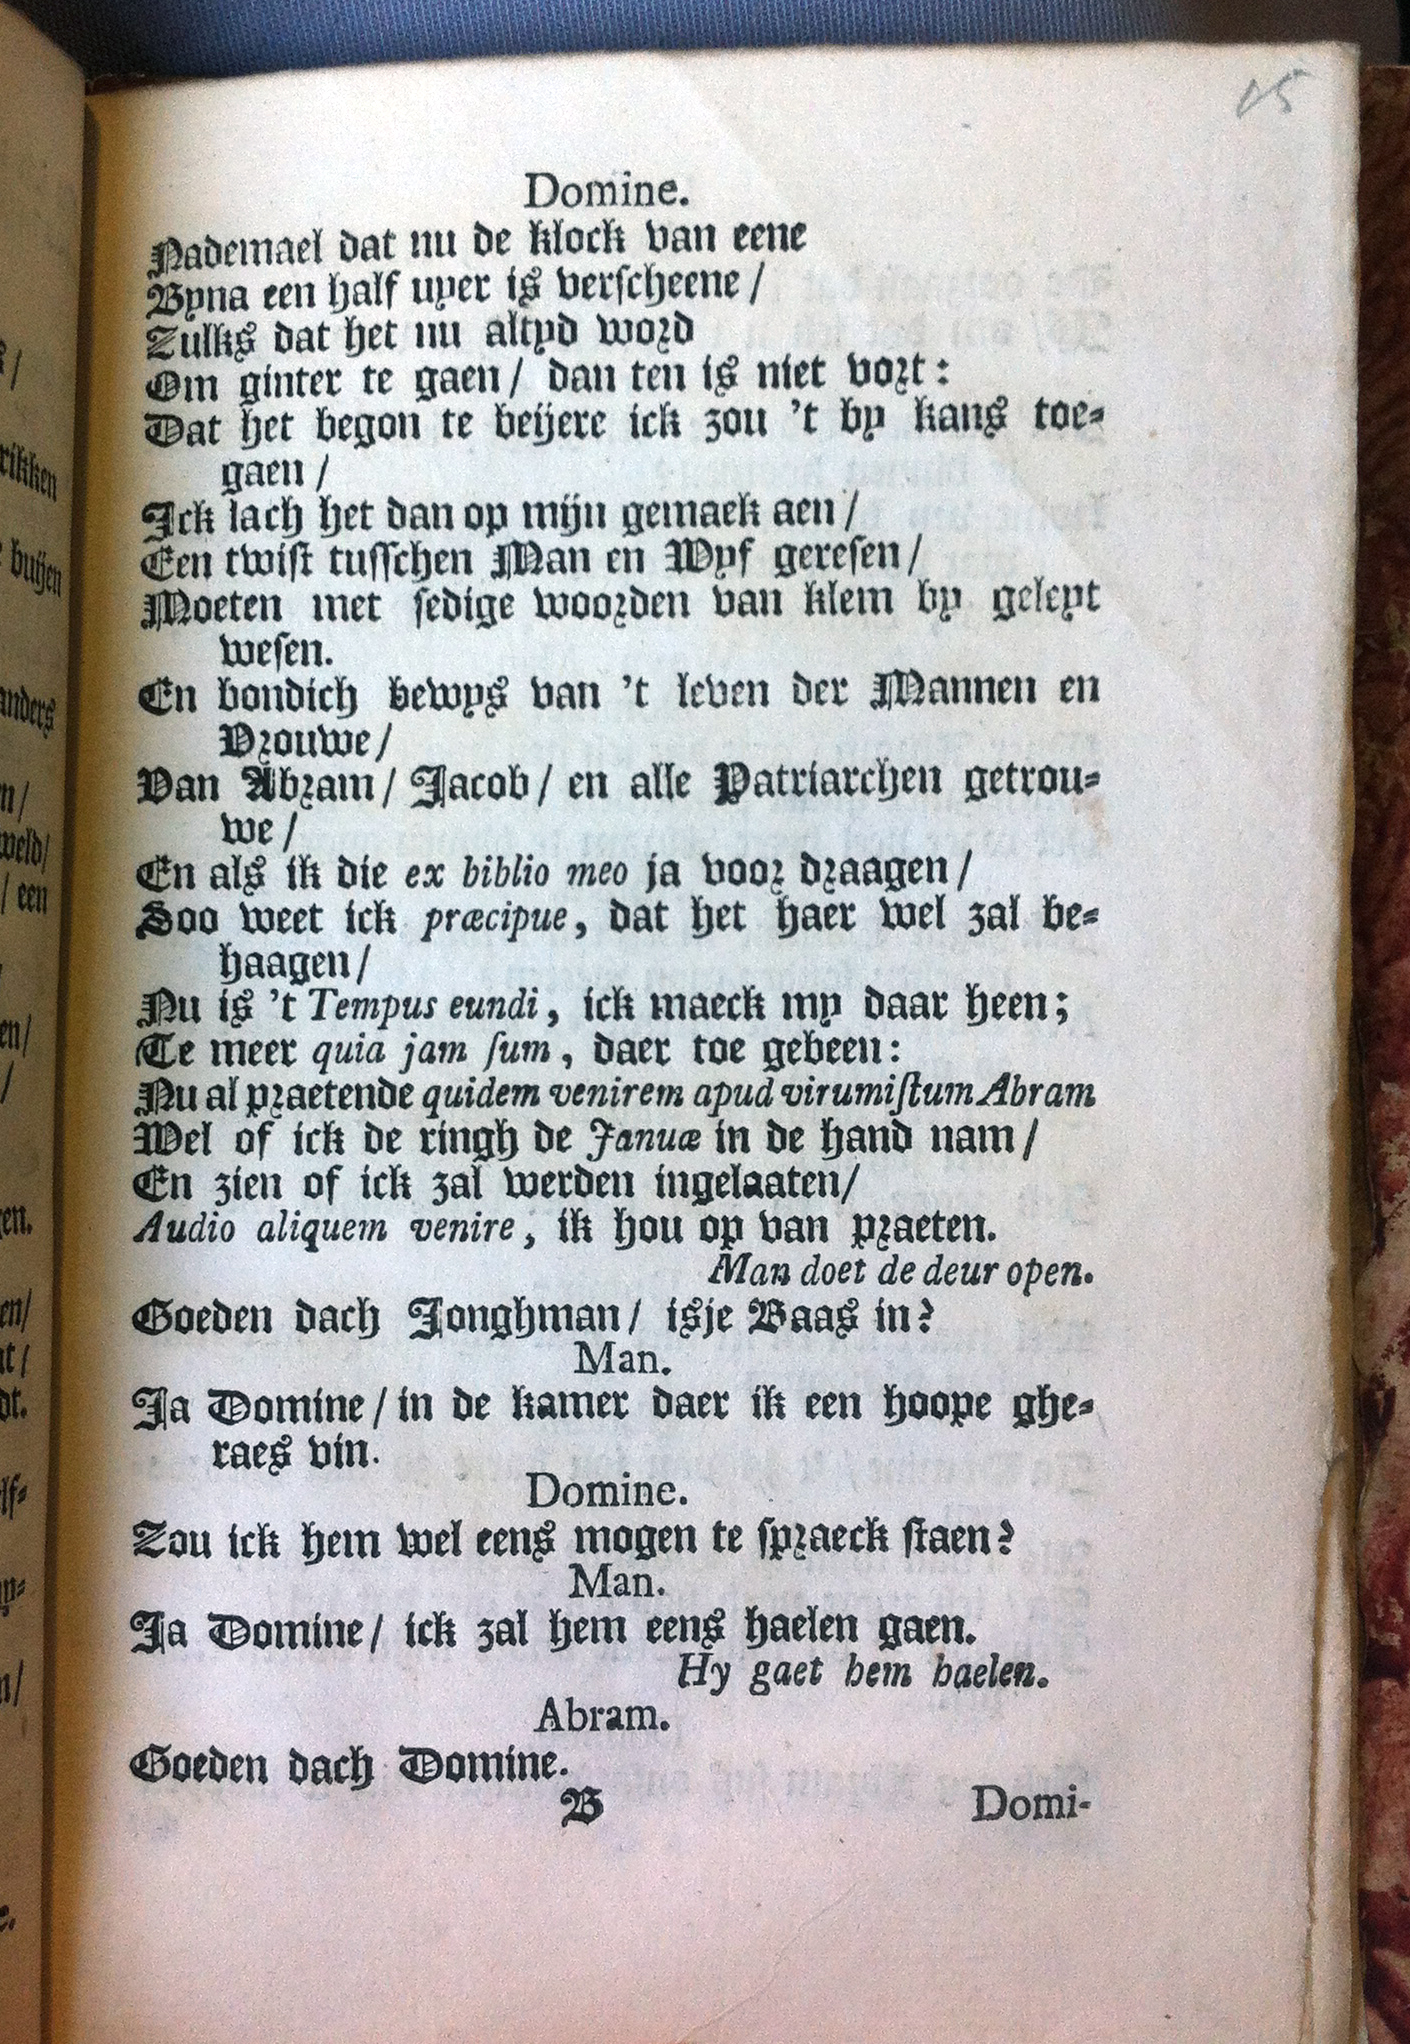 15
Domine.
Nademael dat nu de klock van eene
Byna een half uyer is verscheene /
Zulks dat het nu altyd word
Om ginter te gaen / dan ten is niet vort:
Dat het begon te beijere ick zou 't by kans toe-
gaen /
Ick lach het dan op mijn gemaek aen /
Een twist tusschen Man en Wyf geresen /
Moeten met sedige woorden van klem by geleyt
wesen.
En bondich bewys van 't leven der Mannen en
Vrouwe /
Van Abram / Jacob / en alle Patriarchen getrou-
we /
En als ik die ex biblio meo ja voor draagen /
Soo weet ick præcipue, dat het haer wel zal be-
haagen /
Nu is 't Tempus eundi, ick maeck my daar heen;
Te meer quia jam sum, daer toe gebeen:
Nu al praetende quidem venirem apud virumistum Abram
Wel of ick de ringh de Januæ in de hand nam /
En zien of ick zal werden ingelaaten /
Audio aliquem venire, ik hou op van praeten.
Man doet de deur open.
Goeden dach Jonghman / isje Baas in?
Man.
Ja Domine / in de kamer daer ik een hoope ghe-
raes vin.
Domine.
Zou ick hem wel eens mogen te spraeck staen?
Man.
Ja Domine / ick zal hem eens haelen gaen.
Hy gaet hem haelen.
Abram.
Goeden dach Domine.
B Domi-